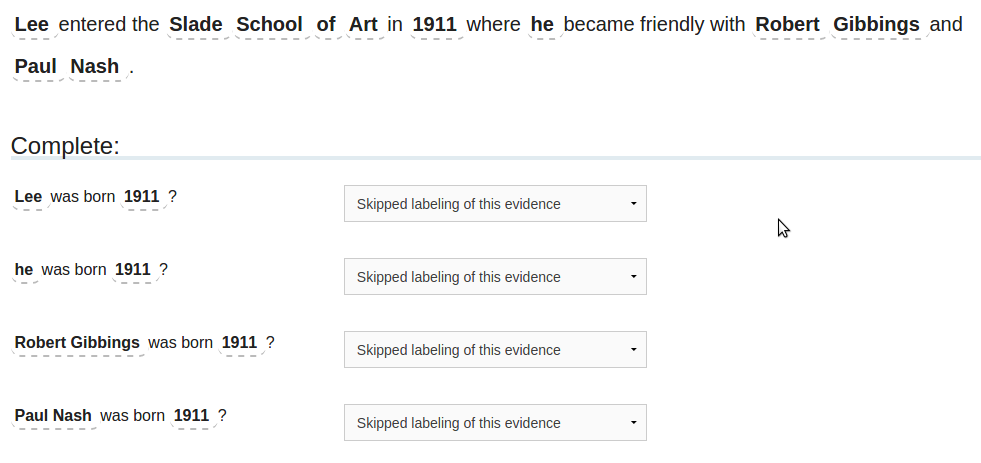 Lee entered the Slade School of Art in 1911 where he became friendly with Robert Gibbings and
Paul Nash .
Complete:
Lee was born 1911 ?
Skipped labeling of this evidence
he was born 1911 ?
Skipped labeling of this evidence
Robert Gibbings was born 1911 ?
Skipped labeling of this evidence
Paul Nash was born 1911 ?
Skipped labeling of this evidence